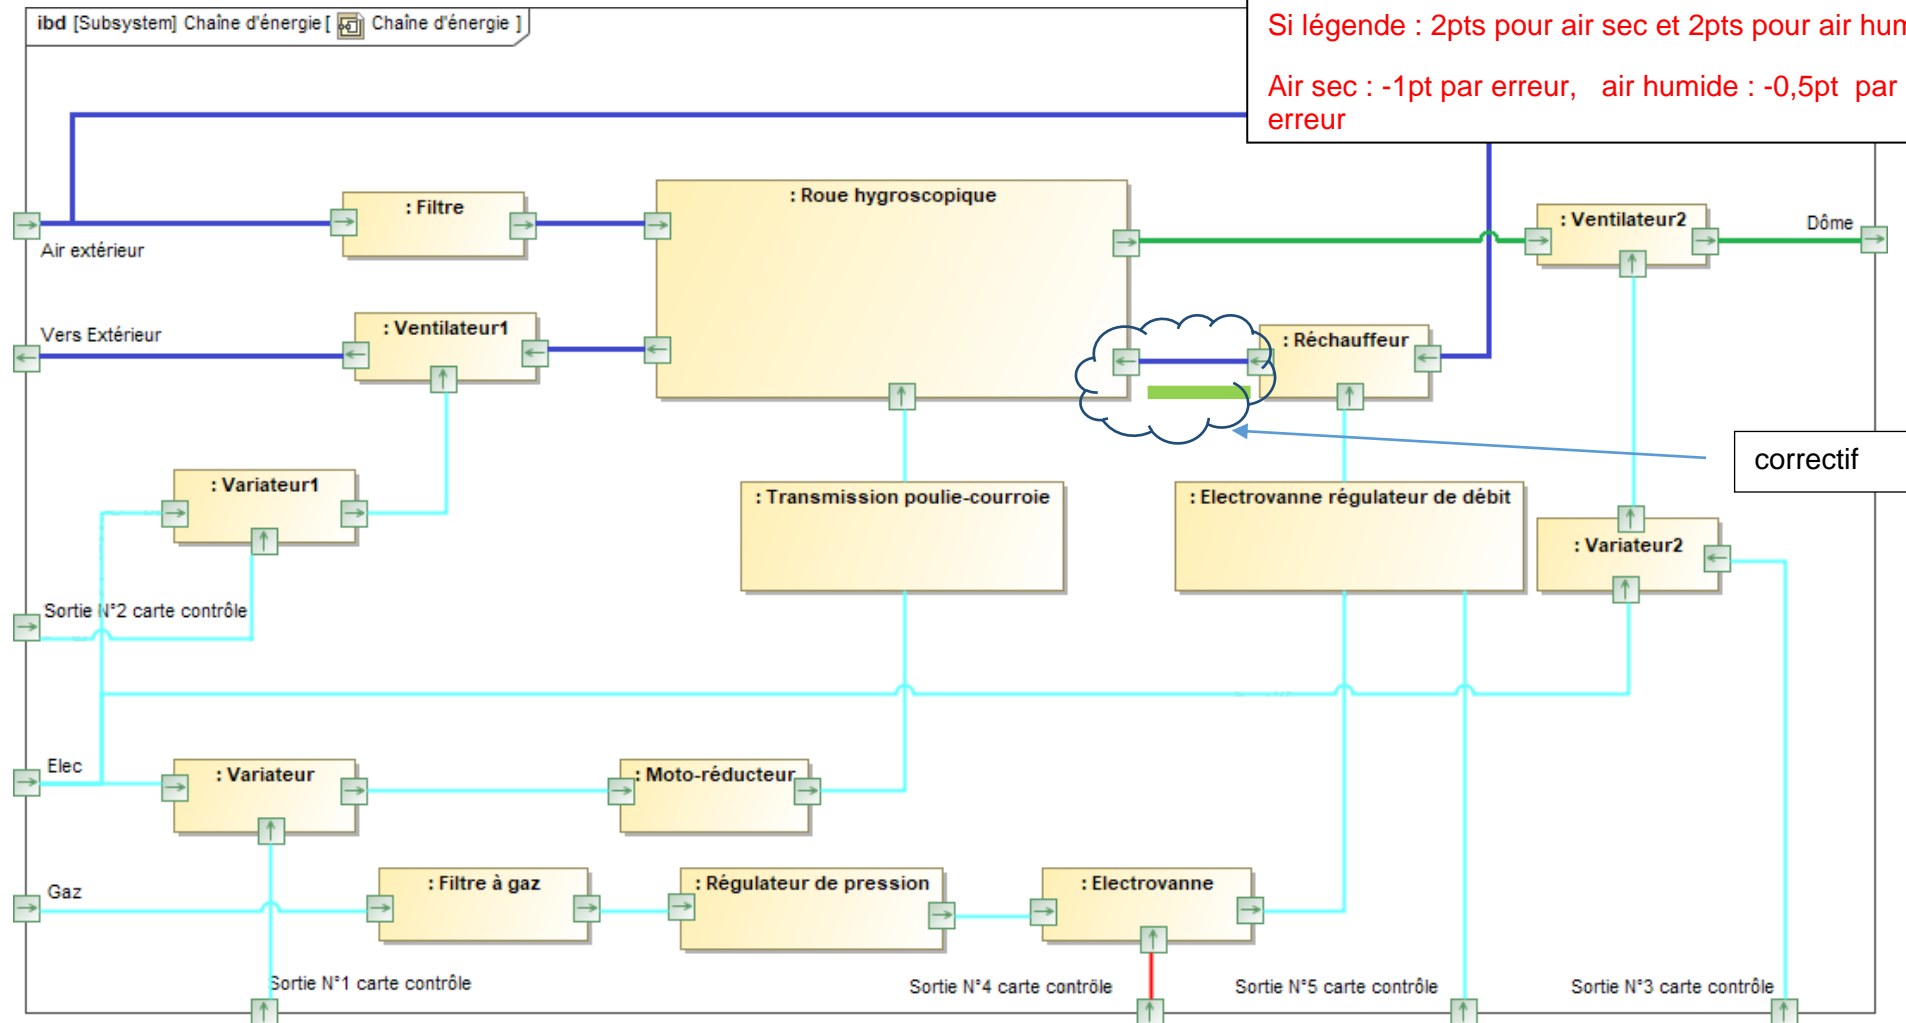 ibd [Subsystem] Chaîne d'énergie [ Chaîne d'énergie ]
Si légende : 2pts pour air sec et 2pts pour air hum
Air sec : -1pt par erreur, air humide : -0,5pt par
erreur
: Filtre
: Roue hygroscopique
: Ventilateur2
Dôme
Air extérieur
Vers Extérieur
: Ventilateur1
: Réchauffeur
correctif
: Variateur1
: Transmission poulie-courroie
: Electrovanne régulateur de débit
: Variateur2
Sortie N°2 carte contrôle
Elec
: Variateur
: Moto-réducteur
Gaz
: Filtre à gaz
: Régulateur de pression
: Electrovanne
Sortie N°1 carte contrôle
Sortie N°4 carte contrôle
Sortie N°5 carte contrôle
Sortie N°3 carte contrôle